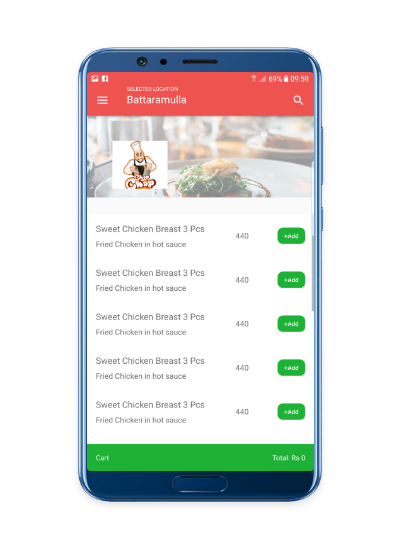 69% 09:59
SELECTED LOCATION
Battaramulla
Sweet Chicken Breast 3 Pcs
Fried Chicken in hot sauce
440
+Add
Sweet Chicken Breast 3 Pcs
Fried Chicken in hot sauce
440
+Add
Sweet Chicken Breast 3 Pcs
Fried Chicken in hot sauce
440
+Add
Sweet Chicken Breast 3 Pcs
Fried Chicken in hot sauce
440
+Add
Sweet Chicken Breast 3 Pcs
Fried Chicken in hot sauce
440
+Add
Cart
Total: Rs 0